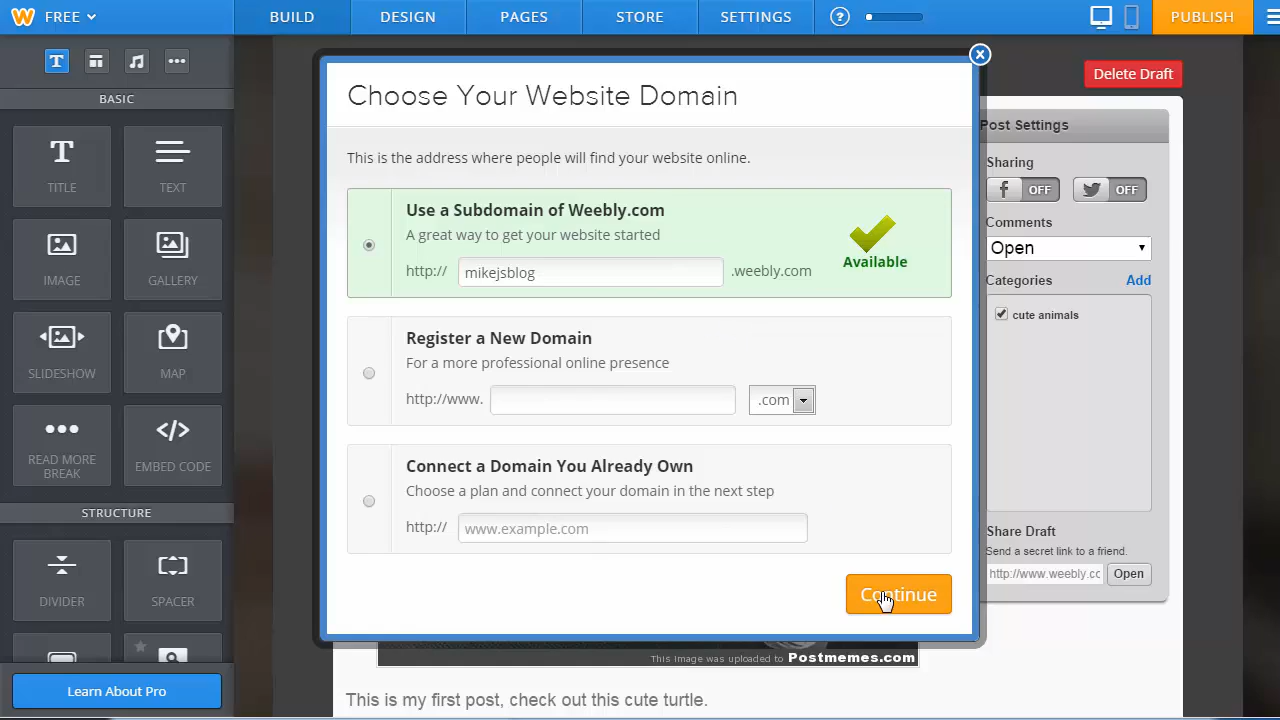 FREE
BUILD
DESIGN
PAGES
STORE
SETTINGS
?
PUBLISH
T
BASIC
T
TITLE
TEXT
IMAGE
GALLERY
SLIDESHOW
MAP
READ MORE
BREAK
</>
EMBED CODE
STRUCTURE
DIVIDER
SPACER
Learn About Pro
Choose Your Website Domain
This is the address where people will find your website online.
Use a Subdomain of Weebly.com
A great way to get your website started
http:// mikejsblog .weebly.com
Available
Register a New Domain
For a more professional online presence
http://www. .com
Connect a Domain You Already Own
Choose a plan and connect your domain in the next step
http:// www.example.com
Continue
Delete Draft
Post Settings
Sharing
f OFF
OFF
Comments
Open
Categories Add
cute animals
Share Draft
Send a secret link to a friend.
http://www.weebly.cc Open
This Image was uploaded to Postmemes.com
This is my first post, check out this cute turtle.